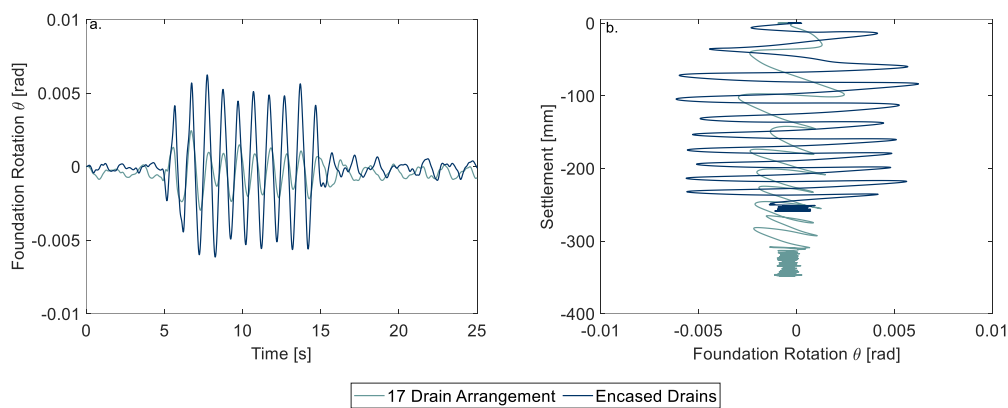 a.
0.01
0.005
0
-0.005
-0.01
Foundation Rotation θ [rad]
0 5 10 15 20 25
Time [s]
b.
0
-100
-200
-300
-400
Settlement [mm]
-0.01 -0.005 0 0.005 0.01
Foundation Rotation θ [rad]
17 Drain Arrangement Encased Drains